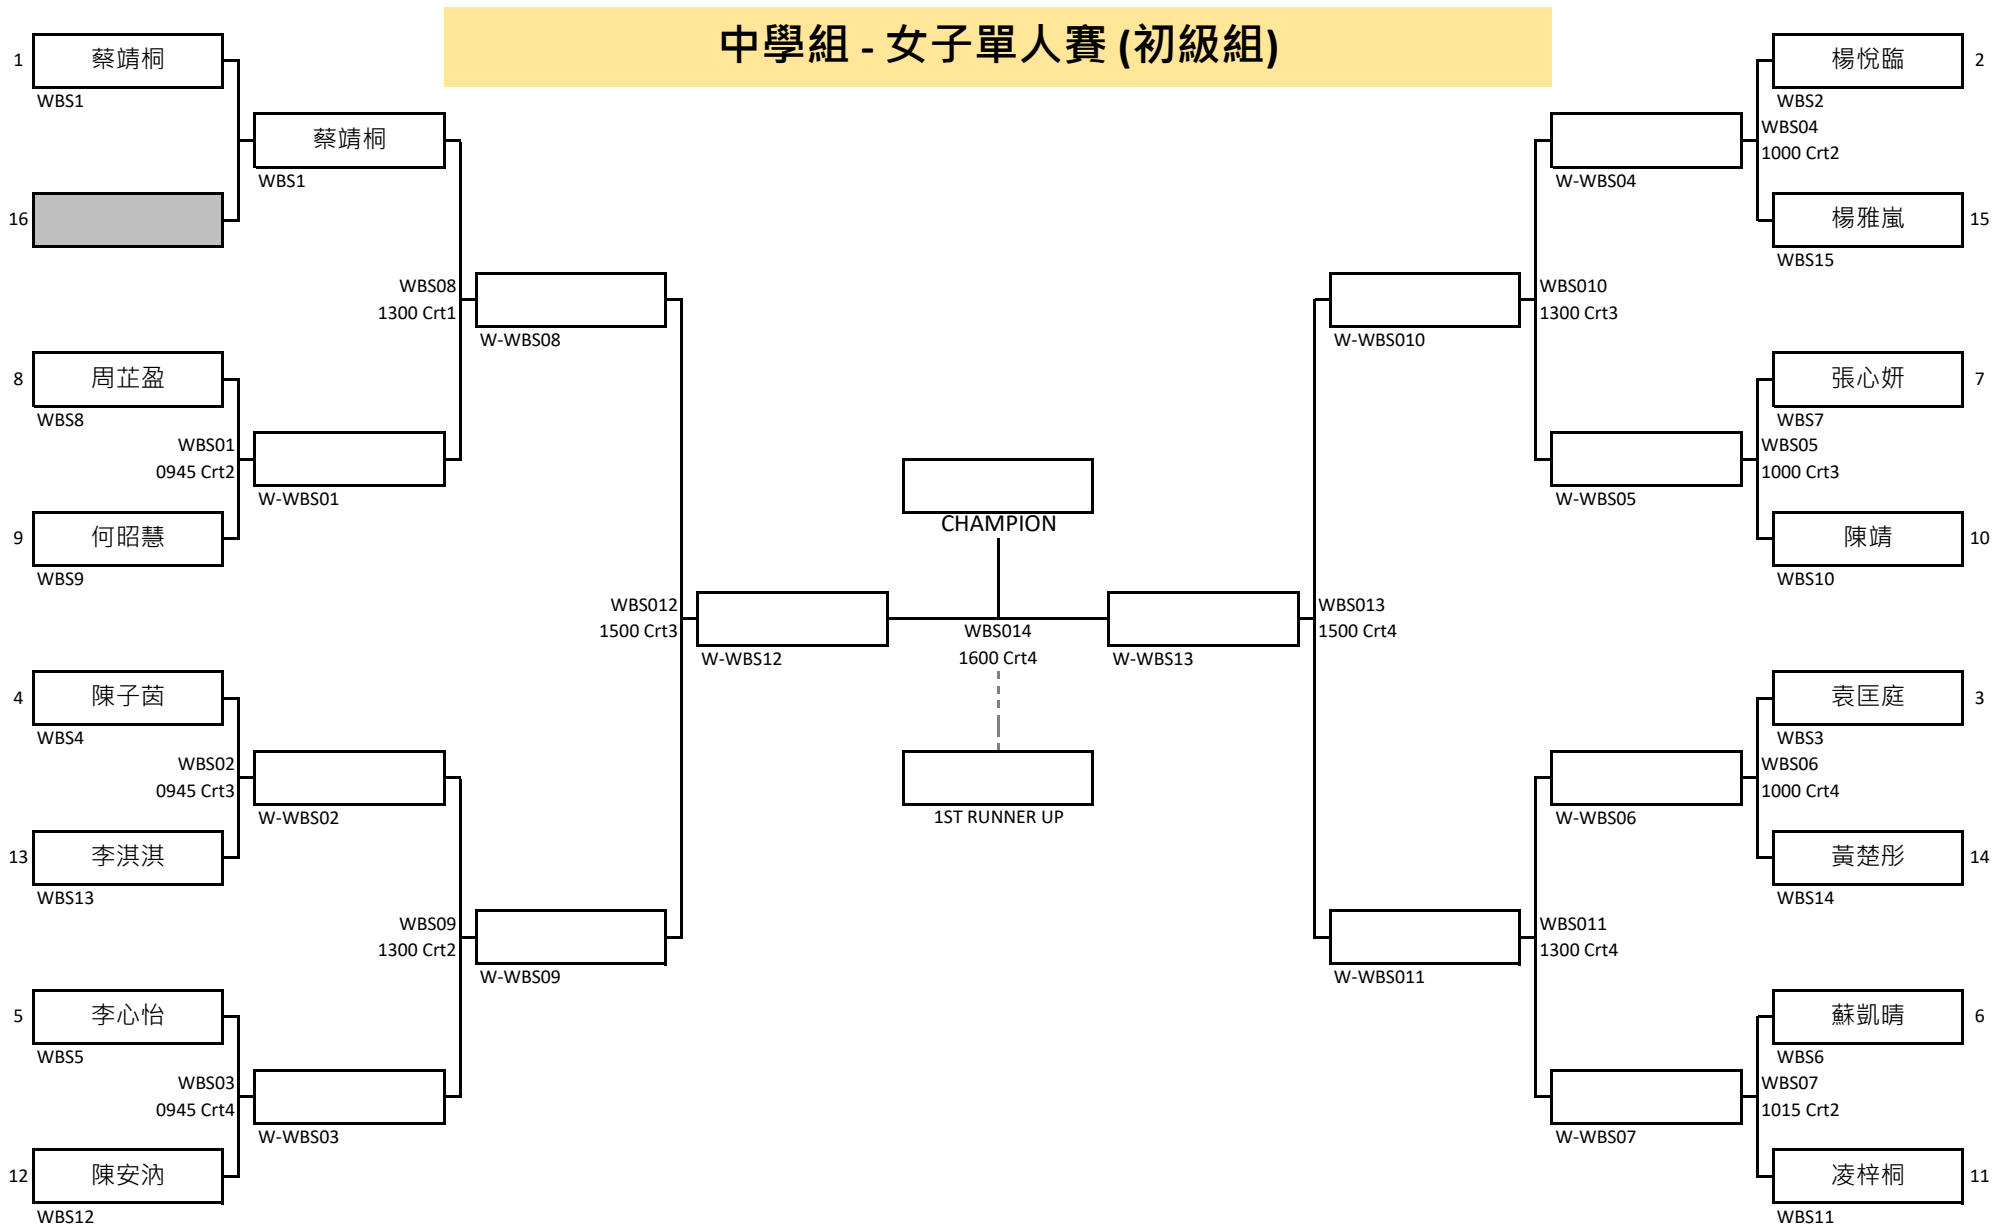 中學組 - 女子單人賽 (初級組)
1
蔡靖桐
WBS1
蔡靖桐
WBS1
16
WBS08
1300 Crt1
W-WBS08
8
周芷盈
WBS8
WBS01
0945 Crt2
W-WBS01
9
何昭慧
WBS9
WBS012
1500 Crt3
W-WBS12
4
陳子茵
WBS4
WBS02
0945 Crt3
W-WBS02
13
李淇淇
WBS13
WBS09
1300 Crt2
W-WBS09
5
李心怡
WBS5
WBS03
0945 Crt4
W-WBS03
12
陳安汭
WBS12
CHAMPION
WBS014
1600 Crt4
1ST RUNNER UP
楊悅臨
2
WBS2
WBS04
1000 Crt2
W-WBS04
楊雅嵐
15
WBS15
WBS010
1300 Crt3
W-WBS010
張心妍
7
WBS7
WBS05
1000 Crt3
W-WBS05
陳靖
10
WBS10
WBS013
1500 Crt4
W-WBS13
袁匡庭
3
WBS3
WBS06
1000 Crt4
W-WBS06
黃楚彤
14
WBS14
WBS011
1300 Crt4
W-WBS011
蘇凱晴
6
WBS6
WBS07
1015 Crt2
W-WBS07
凌梓桐
11
WBS11